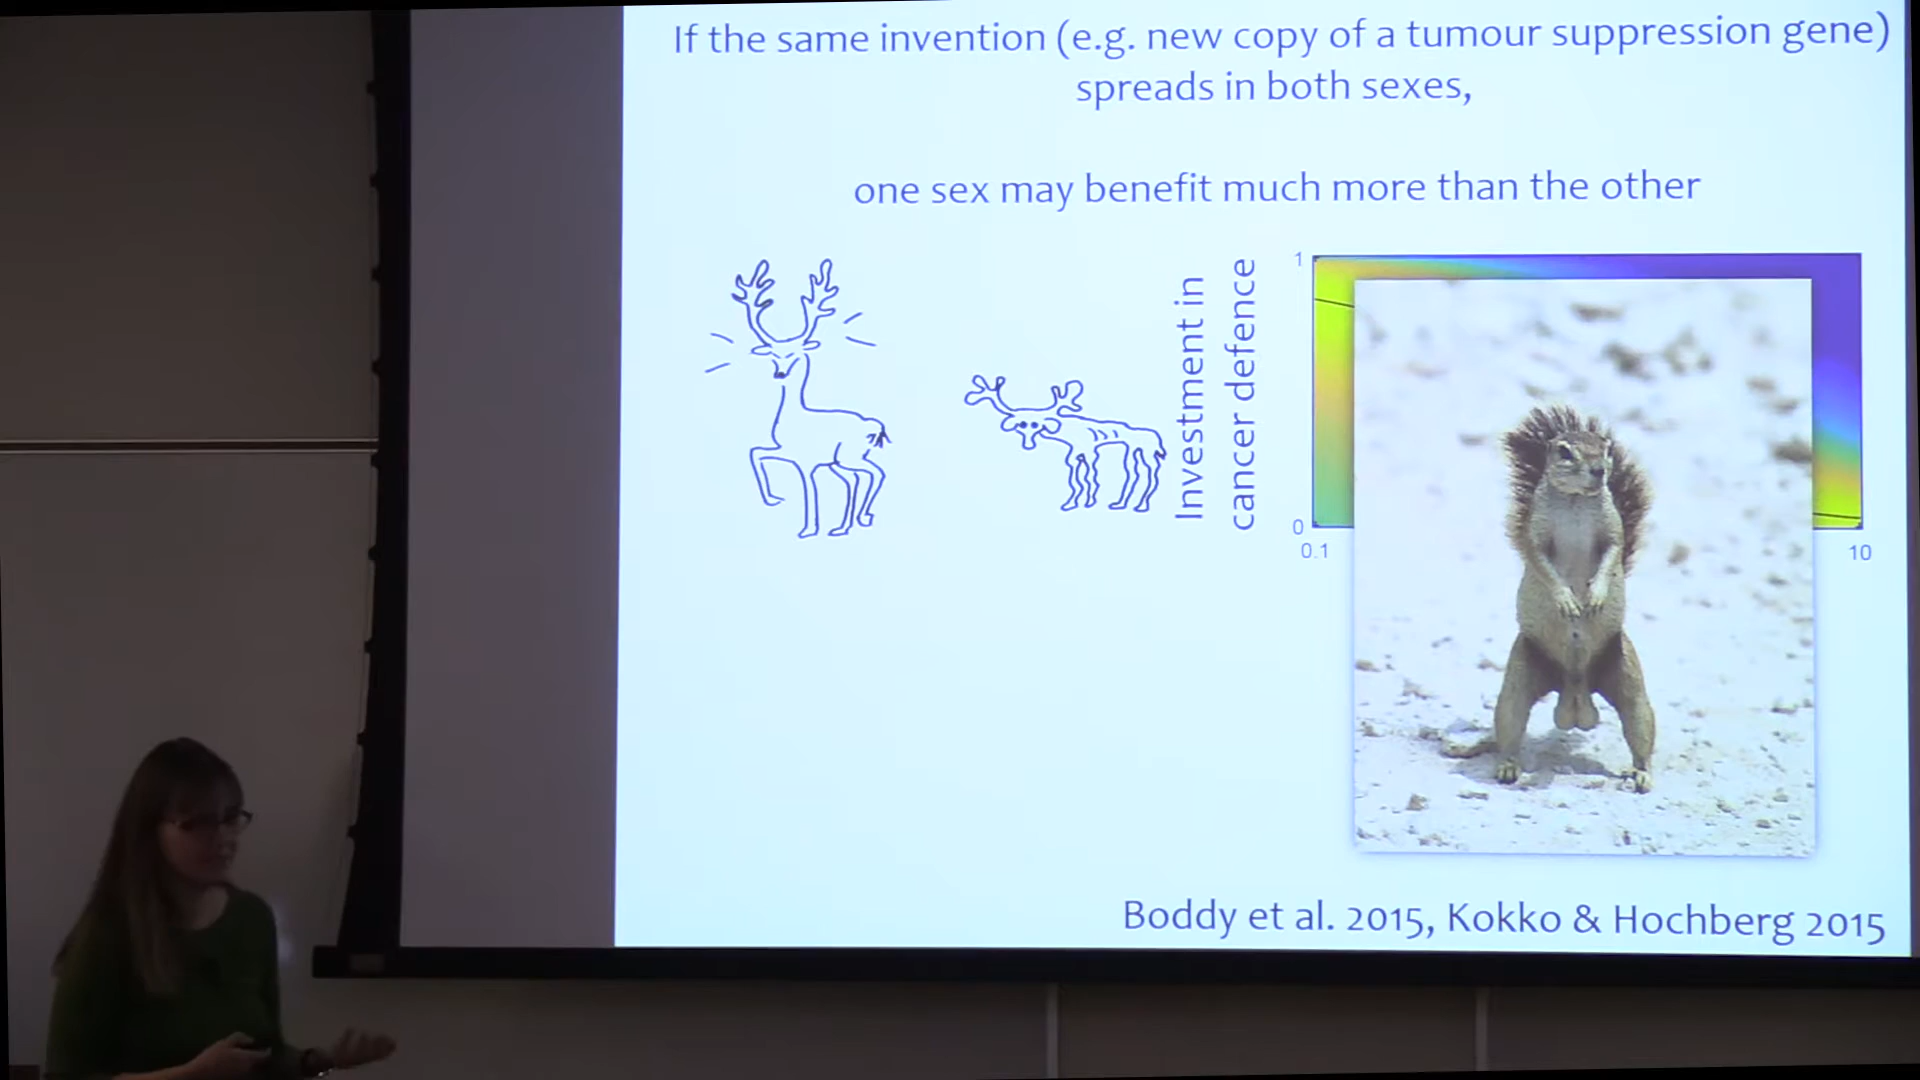 If the same invention (e.g. new copy of a tumour suppression gene)
spreads in both sexes,
one sex may benefit much more than the other
Investment in
cancer defence
1
0
0.1
10
Boddy et al. 2015, Kokko & Hochberg 2015